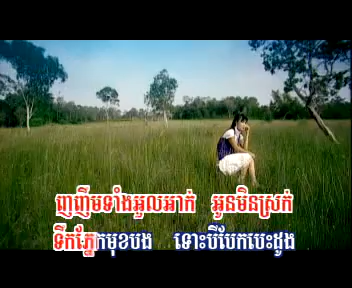 ញញឹមទាំងអួលអាក់ អូនមិនស្រក់
ទឹកភ្នែកមុខបង ទោះបីបែកបេះដូង